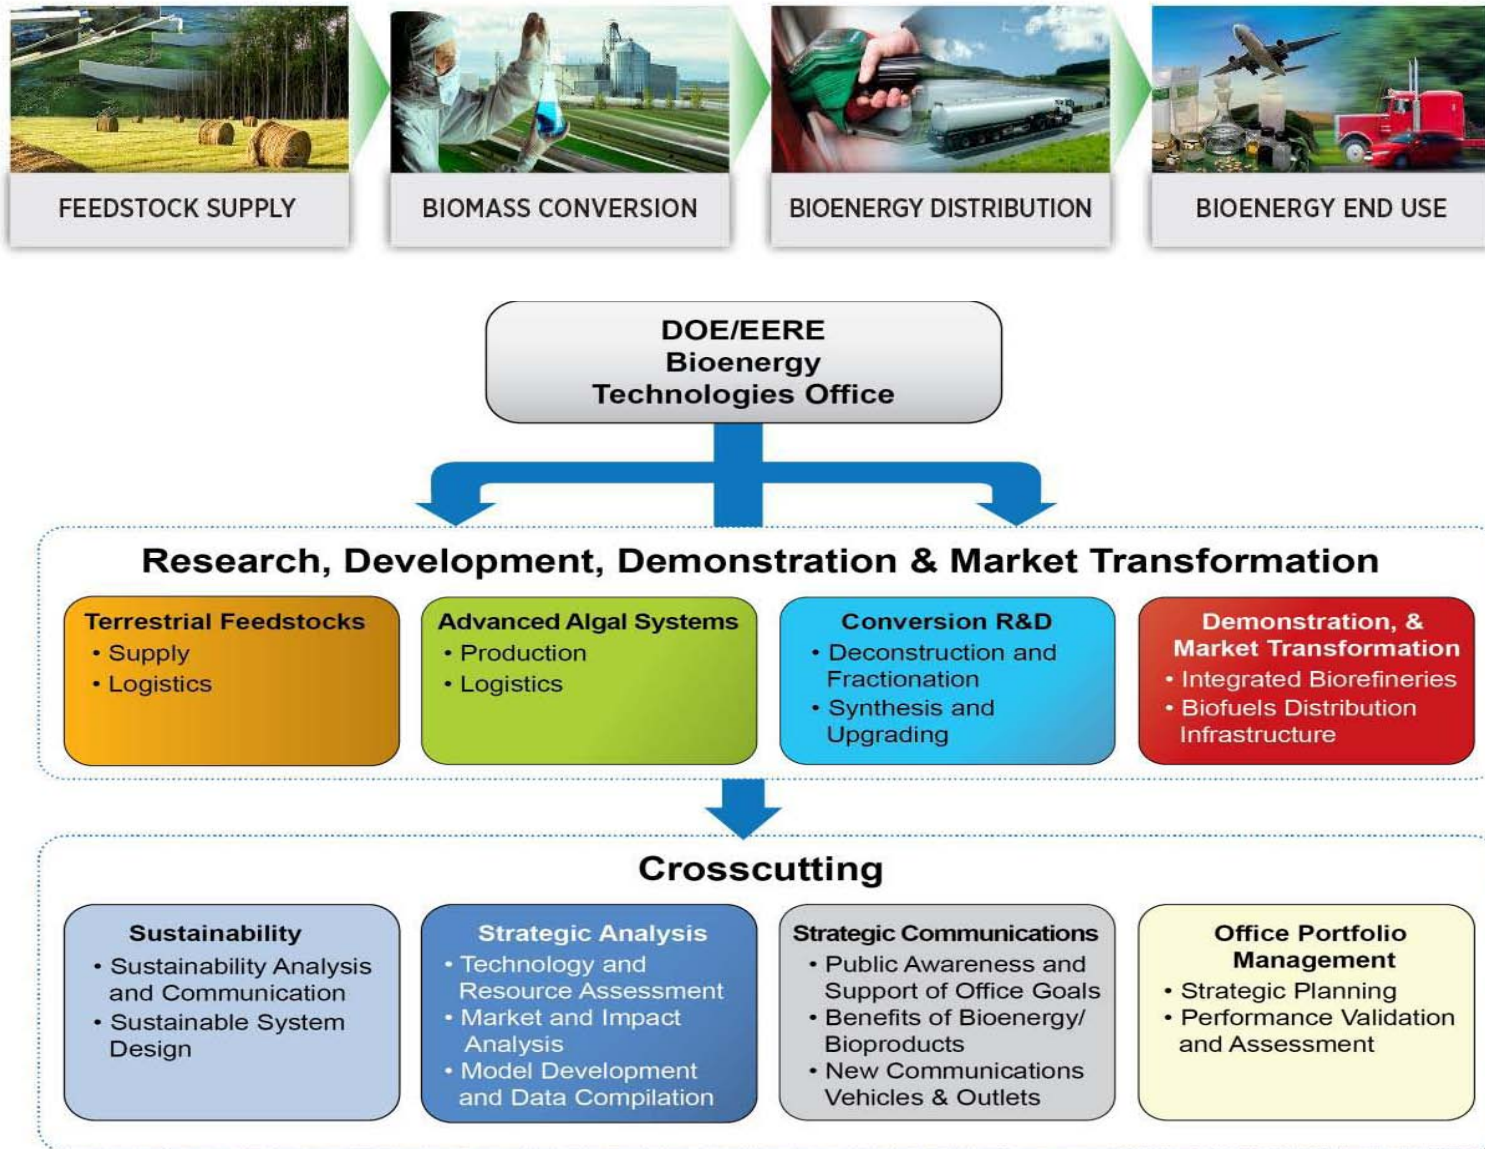 FEEDSTOCK SUPPLY
BIOMASS CONVERSION
BIOENERGY DISTRIBUTION
BIOENERGY END USE
DOE/EERE
Bioenergy
Technologies Office
Research, Development, Demonstration & Market Transformation
Terrestrial Feedstocks
• Supply
• Logistics
Advanced Algal Systems
• Production
• Logistics
Conversion R&D
• Deconstruction and
Fractionation
• Synthesis and
Upgrading
Demonstration, &
Market Transformation
• Integrated Biorefineries
• Biofuels Distribution
Infrastructure
Crosscutting
Sustainability
• Sustainability Analysis
and Communication
• Sustainable System
Design
Strategic Analysis
• Technology and
Resource Assessment
• Market and Impact
Analysis
• Model Development
and Data Compilation
Strategic Communications
• Public Awareness and
Support of Office Goals
• Benefits of Bioenergy/
Bioproducts
• New Communications
Vehicles & Outlets
Office Portfolio
Management
• Strategic Planning
• Performance Validation
and Assessment